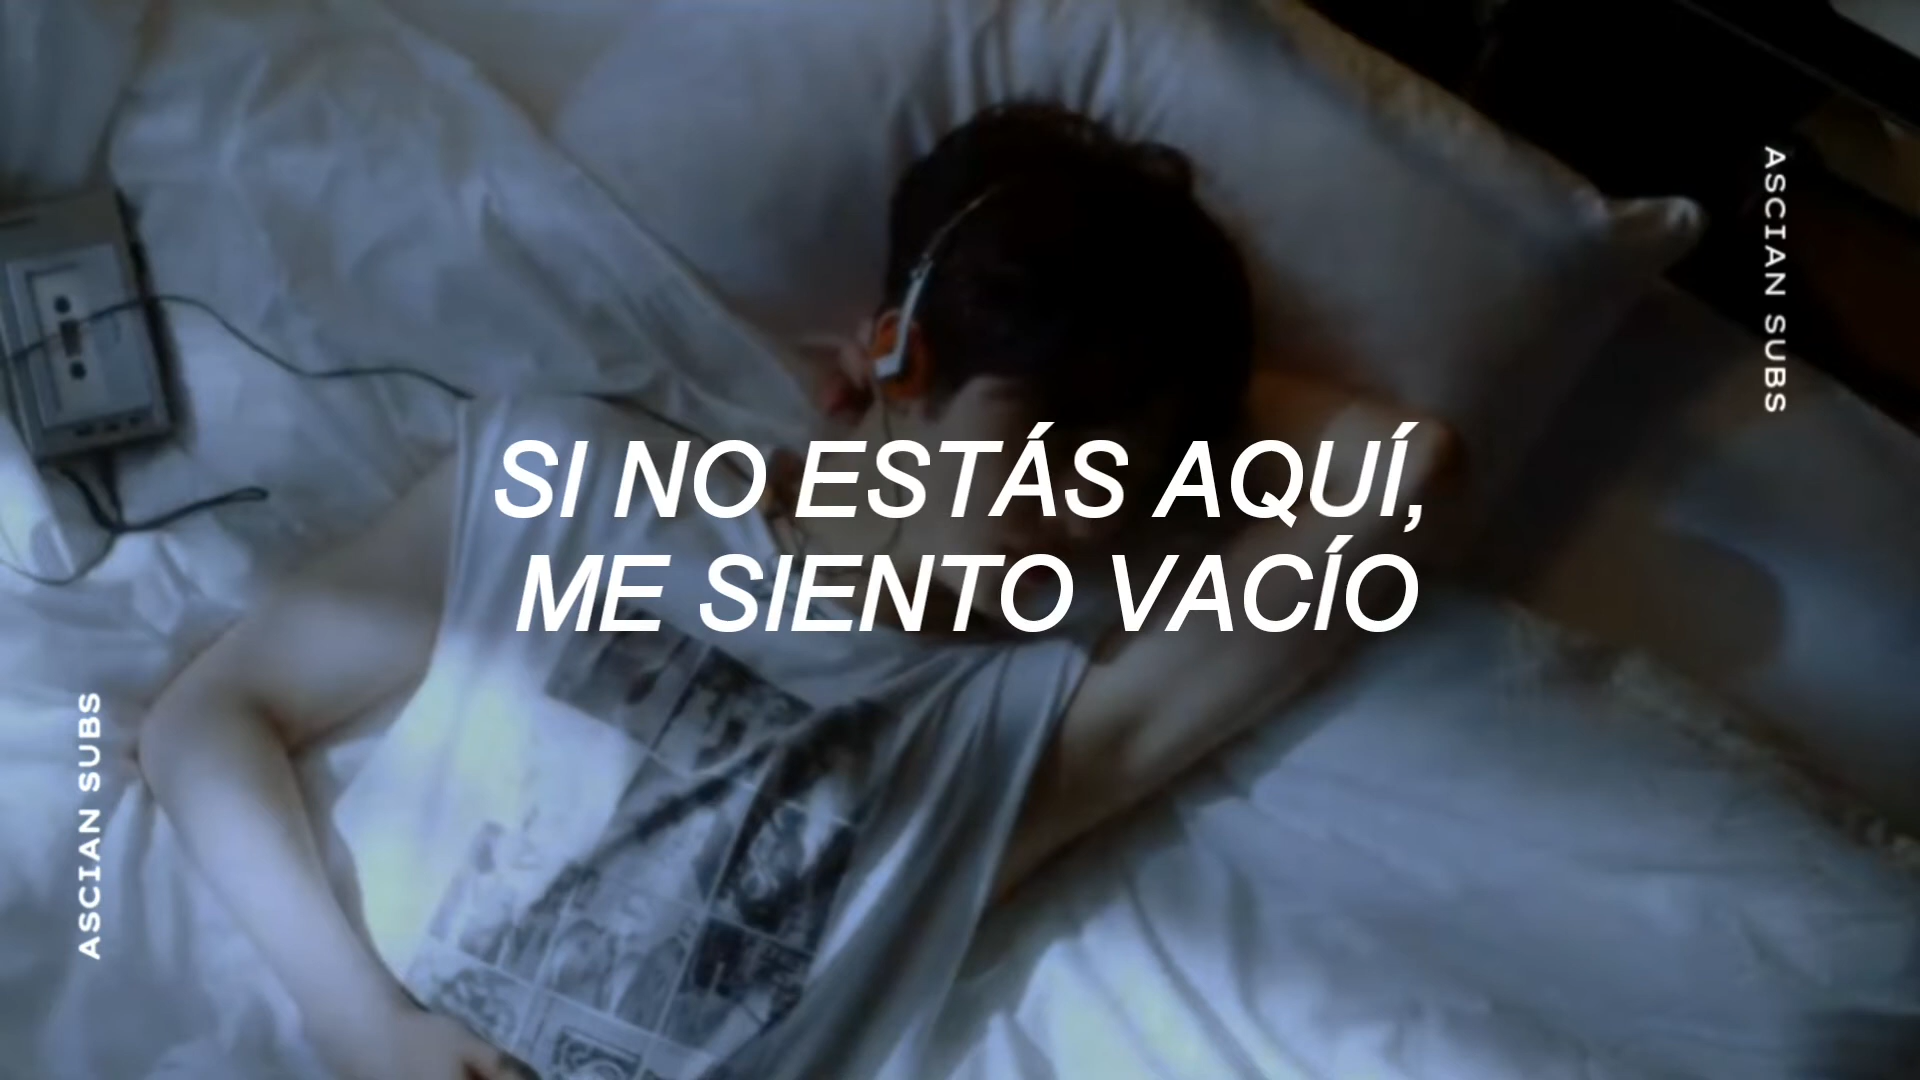 ASCIAN SUBS
SI NO ESTÁS AQUÍ,
ME SIENTO VACÍO
ASCIAN SUBS